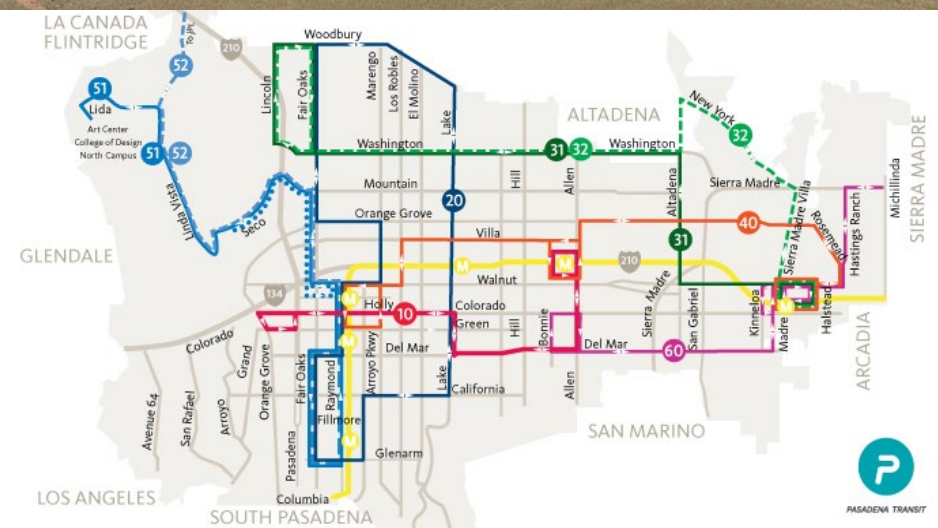 LA CANADA
FLINTRIDGE
To JPL
52
210
Woodbury
Lincoln
Fair Oaks
Marengo
Los Robles
El Molino
Lake
51
Lida
Art Center
College of Design
North Campus
51
52
ALTADENA
New York
32
Washington
31
32
Washington
Hill
Allen
Altadena
Sierra Madre
Sierra Madre Villa
Michillinda
SIERRA MADRE
Mountain
20
Orange Grove
Linda Vista
Seco
40
Rosemead
Hastings Ranch
31
Villa
GLENDALE
M
M
210
Walnut
134
M
Holly
10
Colorado
Green
Hill
Bonnie
Sierra Madre
San Gabriel
Kinneloa
Madre
M
Halstead
Colorado
Grand
Orange Grove
M
Del Mar
Del Mar
60
ARCADIA
Fair Oaks
Raymond
Arroyo Pkwy
Lake
California
Allen
Avenue 64
San Rafael
Arroyo
Pasadena
Fillmore
M
Glenarm
SAN MARINO
LOS ANGELES
Columbia
SOUTH PASADENA
P
PASADENA TRANSIT